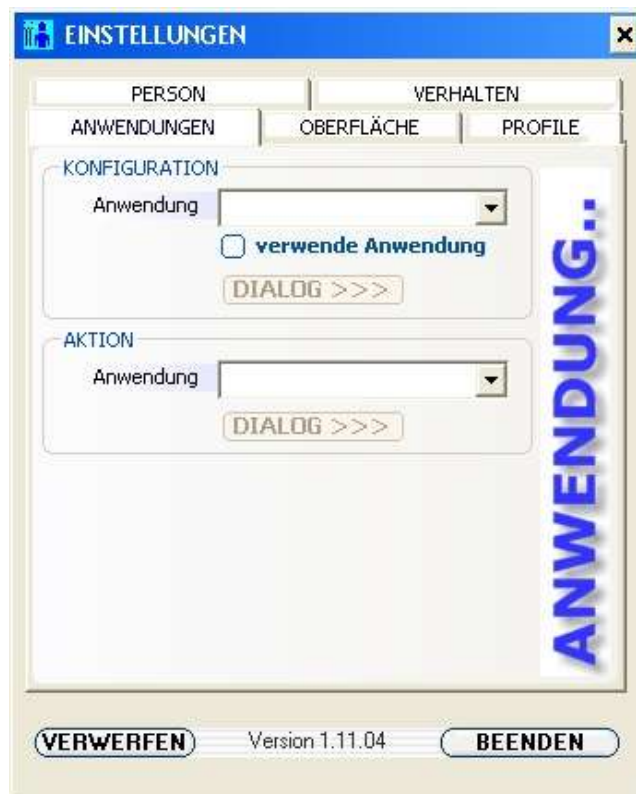 EINSTELLUNGEN
PERSON VERHALTEN
ANWENDUNGEN OBERFLÄCHE PROFILE
KONFIGURATION
Anwendung
verwende Anwendung
DIALOG >>>
AKTION
Anwendung
DIALOG >>>
ANWENDUNG..
VERWERFEN Version 1.11.04 BEENDEN